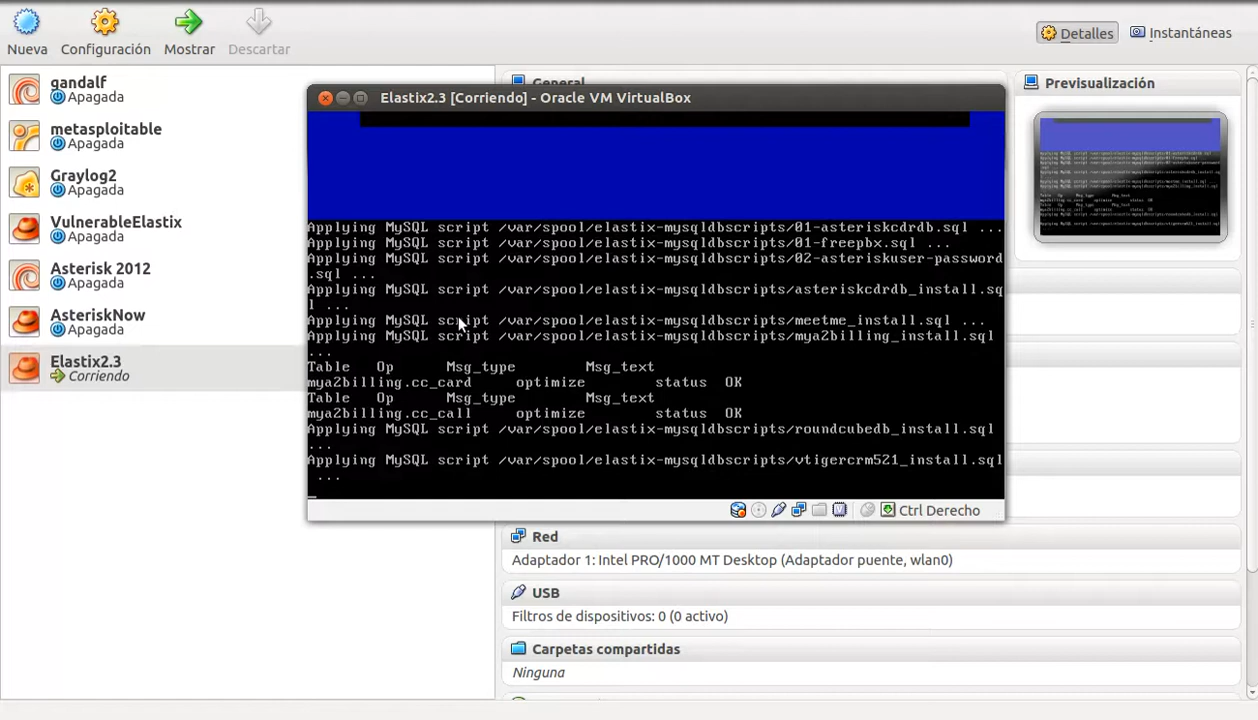 Nueva
Configuración
Mostrar
Descartar
Detalles
Instantáneas
gandalf
Apagada
metasploitable
Apagada
Graylog2
Apagada
VulnerableElastix
Apagada
Asterisk 2012
Apagada
AsteriskNow
Apagada
Elastix2.3
Corriendo
General
Previsualización
Elastix2.3 [Corriendo] - Oracle VM VirtualBox
Applying MySQL script /var/spool/elastix-mysqldbscripts/01-asteriskcdrdb.sql ...
Applying MySQL script /var/spool/elastix-mysqldbscripts/01-freepbx.sql ...
Applying MySQL script /var/spool/elastix-mysqldbscripts/02-asteriskuser-password
.sql ...
Applying MySQL script /var/spool/elastix-mysqldbscripts/asteriskcdrdb_install.sq
l ...
Applying MySQL script /var/spool/elastix-mysqldbscripts/meetme_install.sql ...
Applying MySQL script /var/spool/elastix-mysqldbscripts/mya2billing_install.sql
...
Table Op Msg_type Msg_text
mya2billing.cc_card optimize status OK
Table Op Msg_type Msg_text
mya2billing.cc_call optimize status OK
Applying MySQL script /var/spool/elastix-mysqldbscripts/roundcubedb_install.sql
...
Applying MySQL script /var/spool/elastix-mysqldbscripts/vtigercrm521_install.sql
...
Ctrl Derecho
Red
Adaptador 1: Intel PRO/1000 MT Desktop (Adaptador puente, wlan0)
USB
Filtros de dispositivos: 0 (0 activo)
Carpetas compartidas
Ninguna